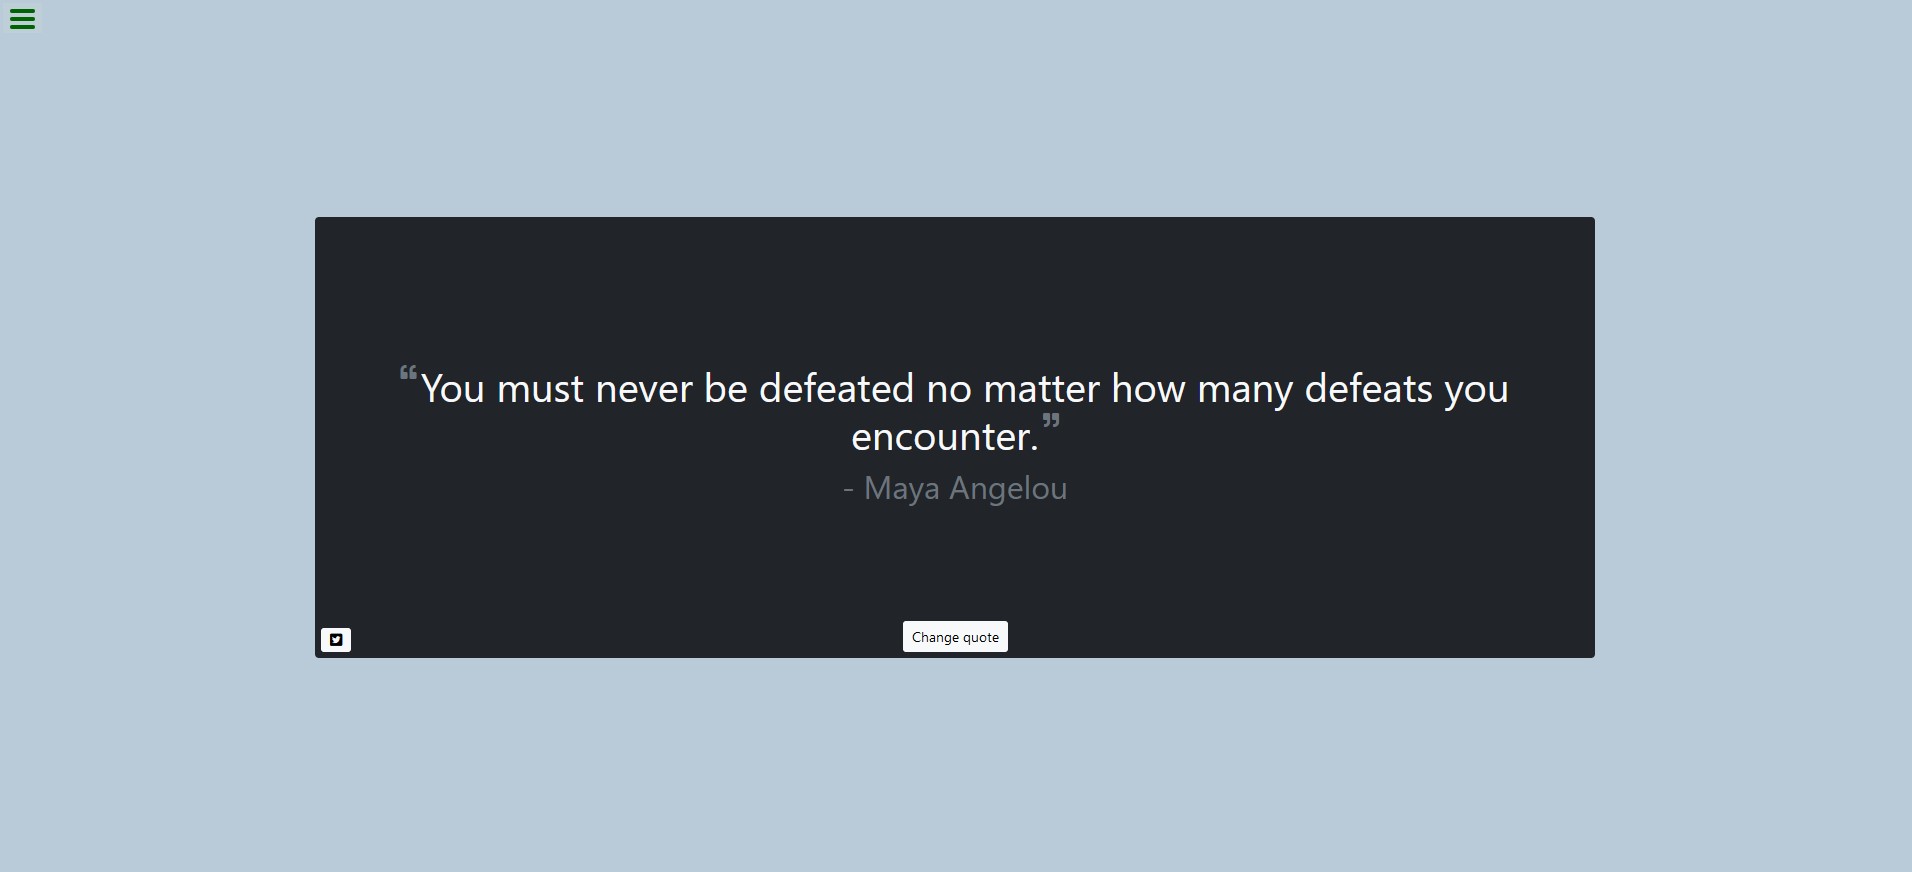 “You must never be defeated no matter how many defeats you
encounter.”
- Maya Angelou
Change quote